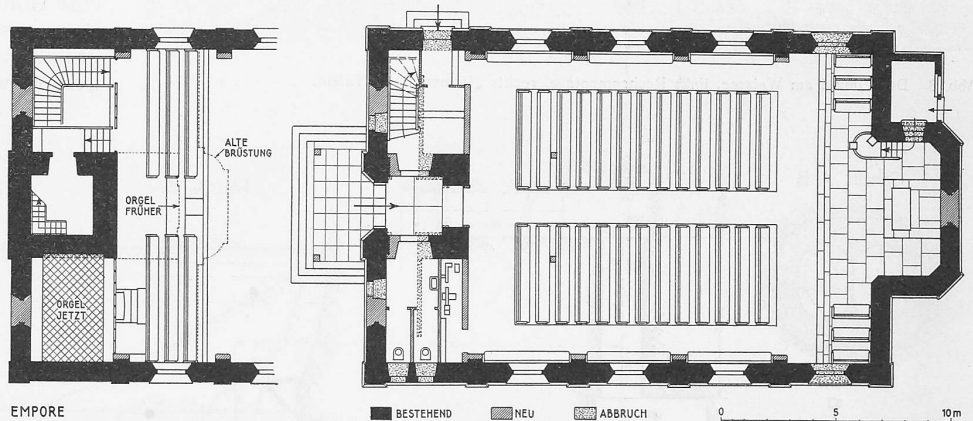 ALTE
BRÜSTUNG
ORGEL
FRÜHER
ORGEL
JETZT
EMPORE
BESTEHEND
NEU
ABBRUCH
0 5 10m